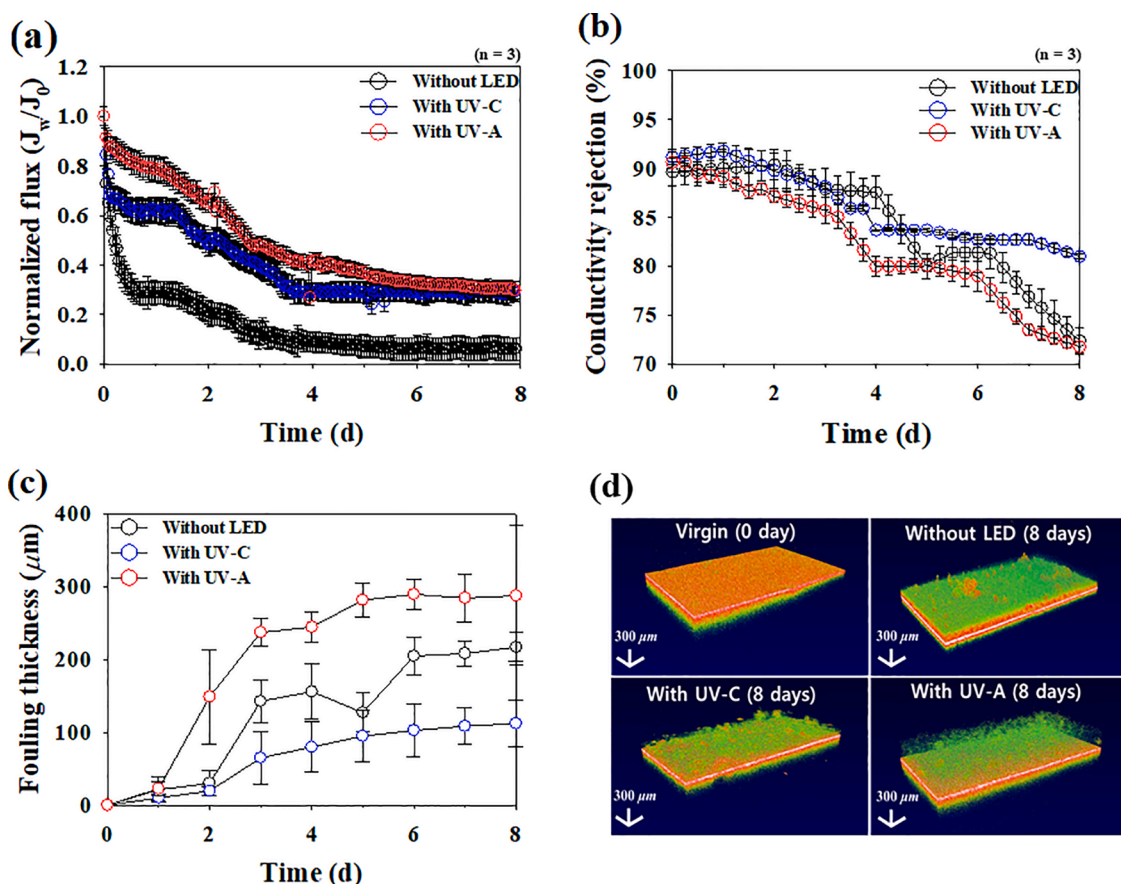 (a)
(n = 3)
Normalized flux (J_w/J_0)
1.2
1.0
0.8
0.6
0.4
0.2
0.0
Without LED
With UV-C
With UV-A
0 2 4 6 8
Time (d)
(b)
(n = 3)
Conductivity rejection (%)
100
95
90
85
80
75
70
Without LED
With UV-C
With UV-A
0 2 4 6 8
Time (d)
(c)
Fouling thickness (μm)
400
300
200
100
0
Without LED
With UV-C
With UV-A
0 2 4 6 8
Time (d)
(d)
Virgin (0 day)
300 μm
Without LED (8 days)
300 μm
With UV-C (8 days)
300 μm
With UV-A (8 days)
300 μm